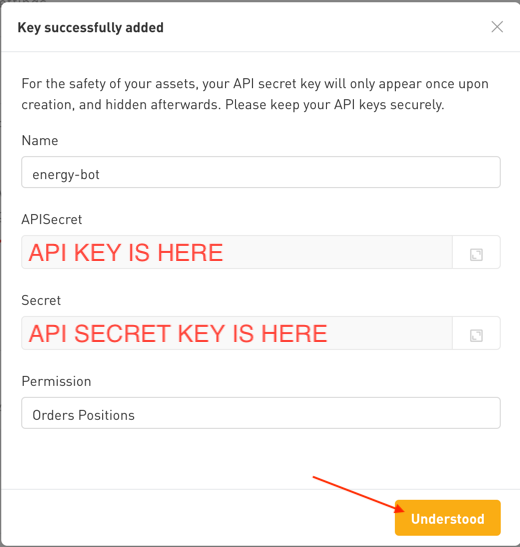 Key successfully added
For the safety of your assets, your API secret key will only appear once upon
creation, and hidden afterwards. Please keep your API keys securely.
Name
energy-bot
APISecret
API KEY IS HERE
Secret
API SECRET KEY IS HERE
Permission
Orders Positions
Understood